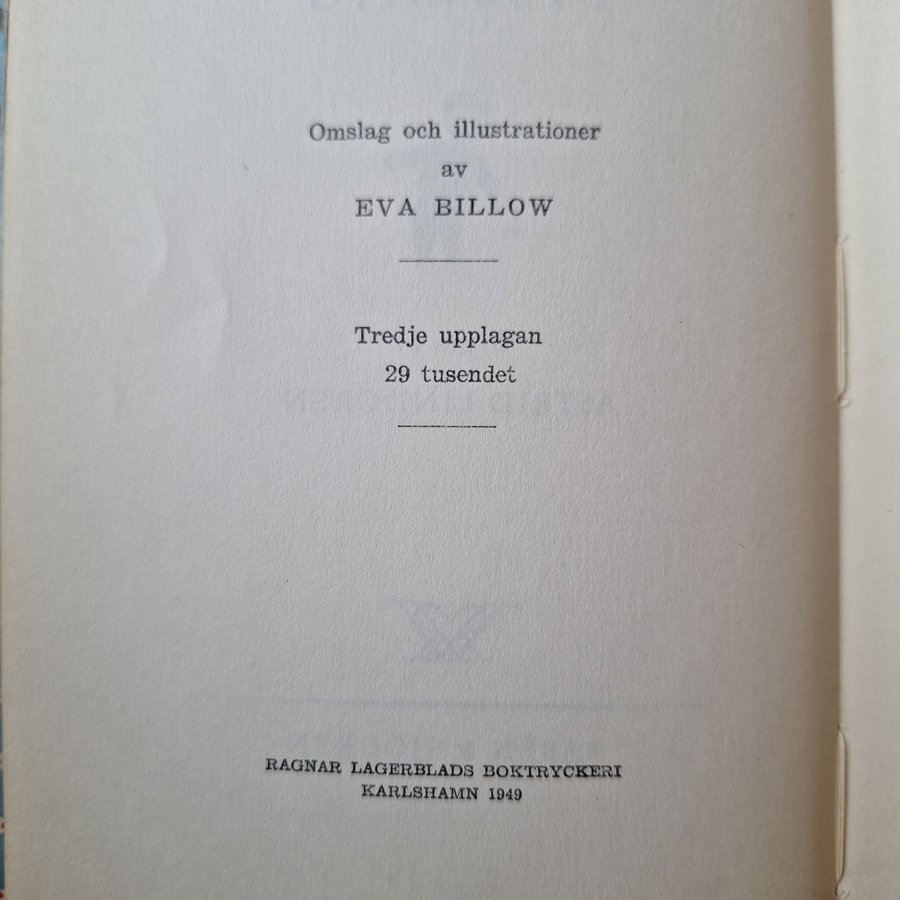 Omslag och illustrationer
av
EVA BILLOW
Tredje upplagan
29 tusendet
RAGNAR LAGERBLADS BOKTRYCKERI
KARLSHAMN 1949